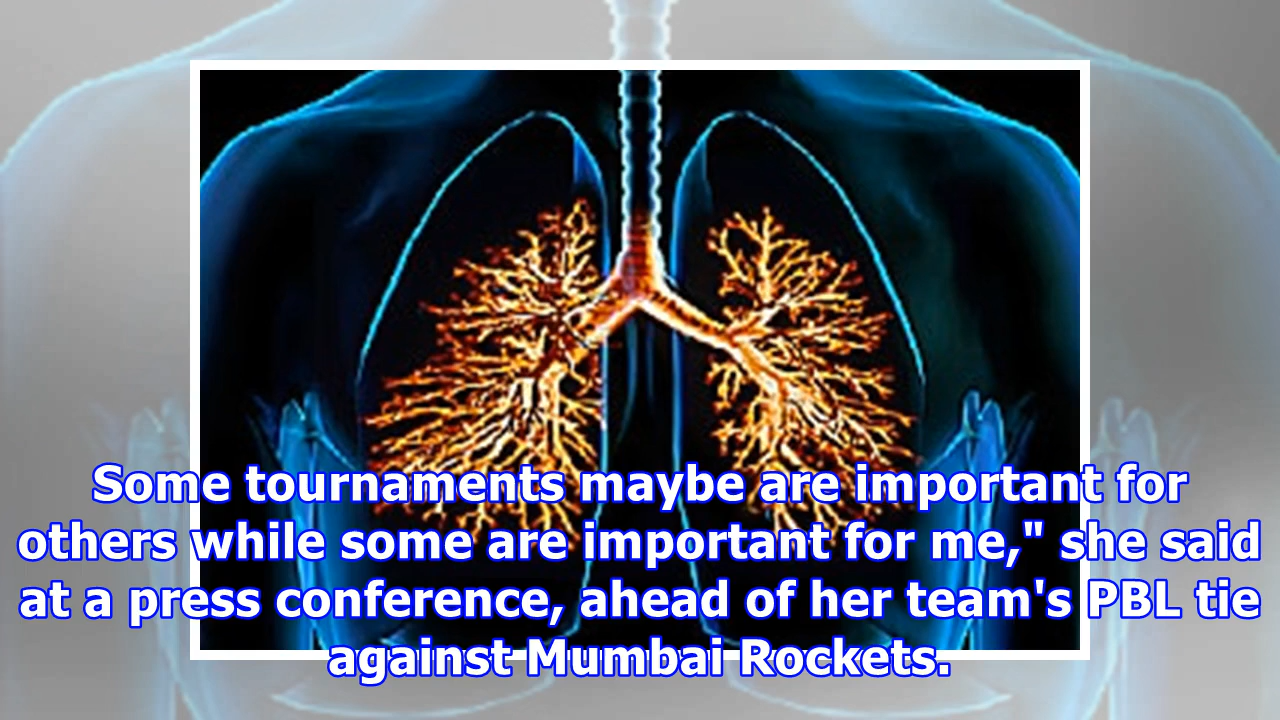 Some tournaments maybe are important for
others while some are important for me," she said
at a press conference, ahead of her team's PBL tie
against Mumbai Rockets.